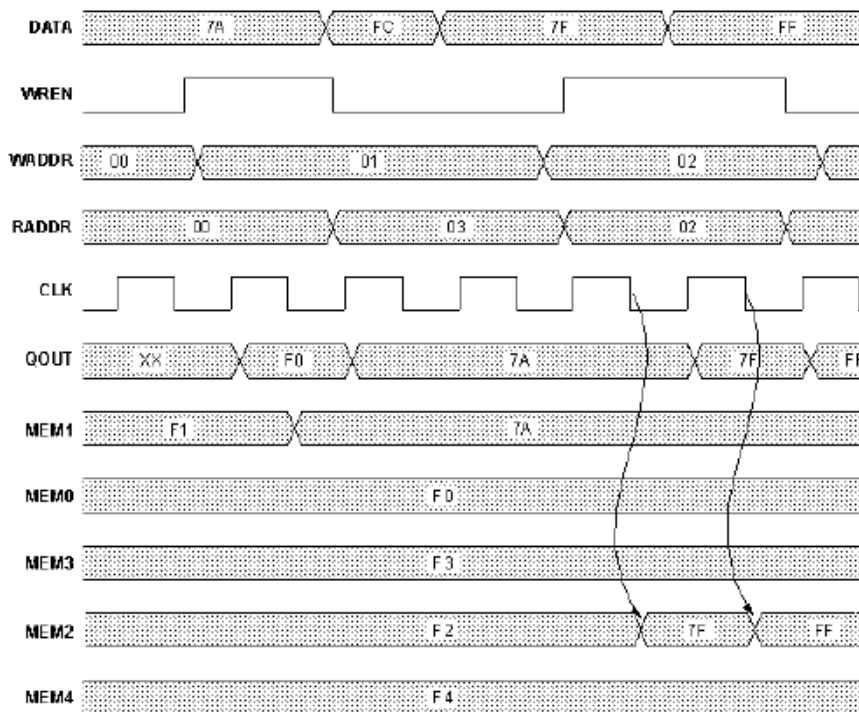 DATA 7A FC 7F FF
WREN
WADDR 00 01 02
RADDR 00 03 02
CLK
QOUT XX F0 7A 7F FF
MEM1 F1 7A
MEM0 F0
MEM3 F3
MEM2 F2 7F FF
MEM4 F4